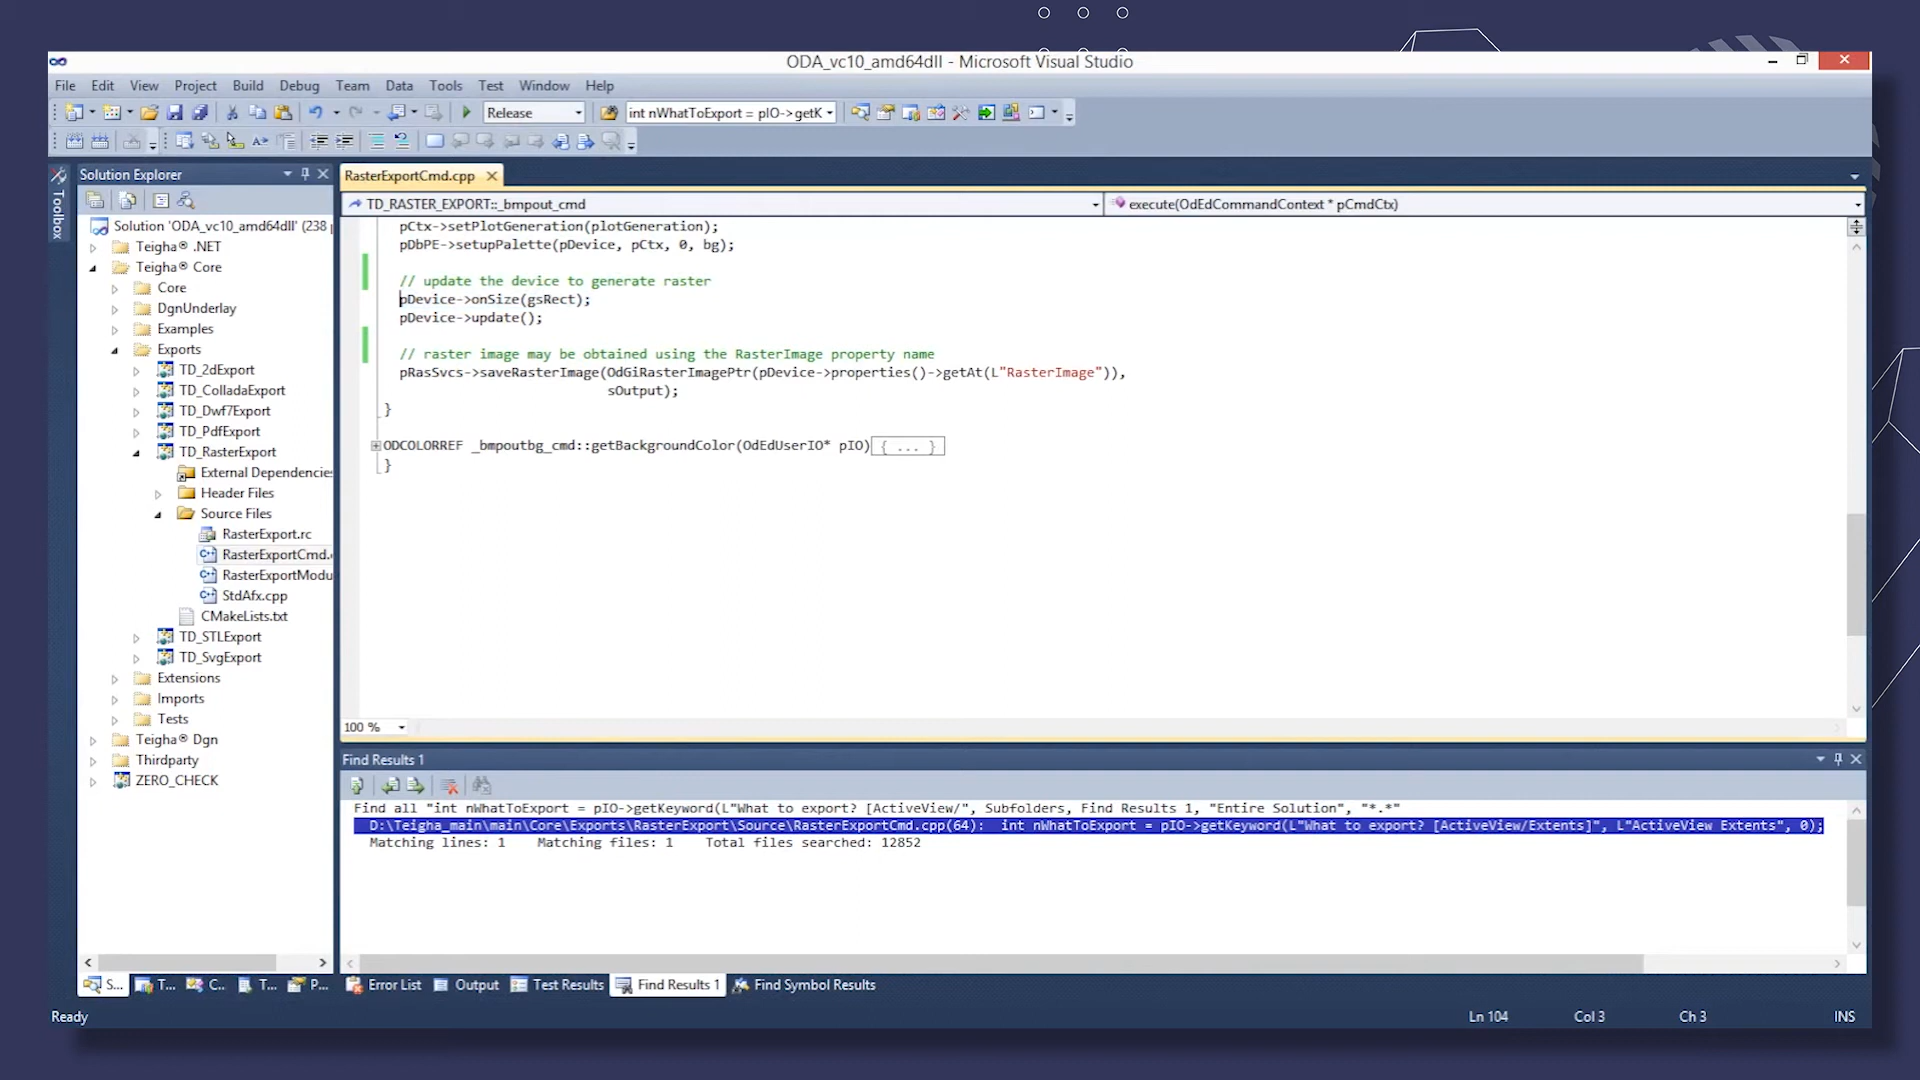 ODA_vc10_amd64dll - Microsoft Visual Studio
File Edit View Project Build Debug Team Data Tools Test Window Help
Release int nWhatToExport = pIO->getK
Solution Explorer
Toolbox
RasterExportCmd.cpp
TD_RASTER_EXPORT::_bmpout_cmd execute(OdEdCommandContext * pCmdCtx)
Solution 'ODA_vc10_amd64dll' (238 p
Teigha® .NET
Teigha® Core
Core
DgnUnderlay
Examples
Exports
TD_2dExport
TD_ColladaExport
TD_Dwf7Export
TD_PdfExport
TD_RasterExport
External Dependencie
Header Files
Source Files
RasterExport.rc
RasterExportCmd.
RasterExportModu
StdAfx.cpp
CMakeLists.txt
TD_STLExport
TD_SvgExport
Extensions
Imports
Tests
Teigha® Dgn
Thirdparty
ZERO_CHECK
pCtx->setPlotGeneration(plotGeneration);
pDbPE->setupPalette(pDevice, pCtx, 0, bg);
// update the device to generate raster
pDevice->onSize(gsRect);
pDevice->update();
// raster image may be obtained using the RasterImage property name
pRasSvcs->saveRasterImage(OdGiRasterImagePtr(pDevice->properties()->getAt(L"RasterImage")),
sOutput);
}
ODCOLORREF _bmpoutbg_cmd::getBackgroundColor(OdEdUserIO* pIO){ ... }
}
100 %
Find Results 1
Find all "int nWhatToExport = pIO->getKeyword(L"What to export? [ActiveView/", Subfolders, Find Results 1, "Entire Solution", "*.*"
D:\Teigha_main\main\Core\Exports\RasterExport\Source\RasterExportCmd.cpp(64): int nWhatToExport = pIO->getKeyword(L"What to export? [ActiveView/Extents]", L"ActiveView Extents", 0);
Matching lines: 1 Matching files: 1 Total files searched: 12852
S... T... C... T... P... Error List Output Test Results Find Results 1 Find Symbol Results
Ready Ln 104 Col 3 Ch 3 INS